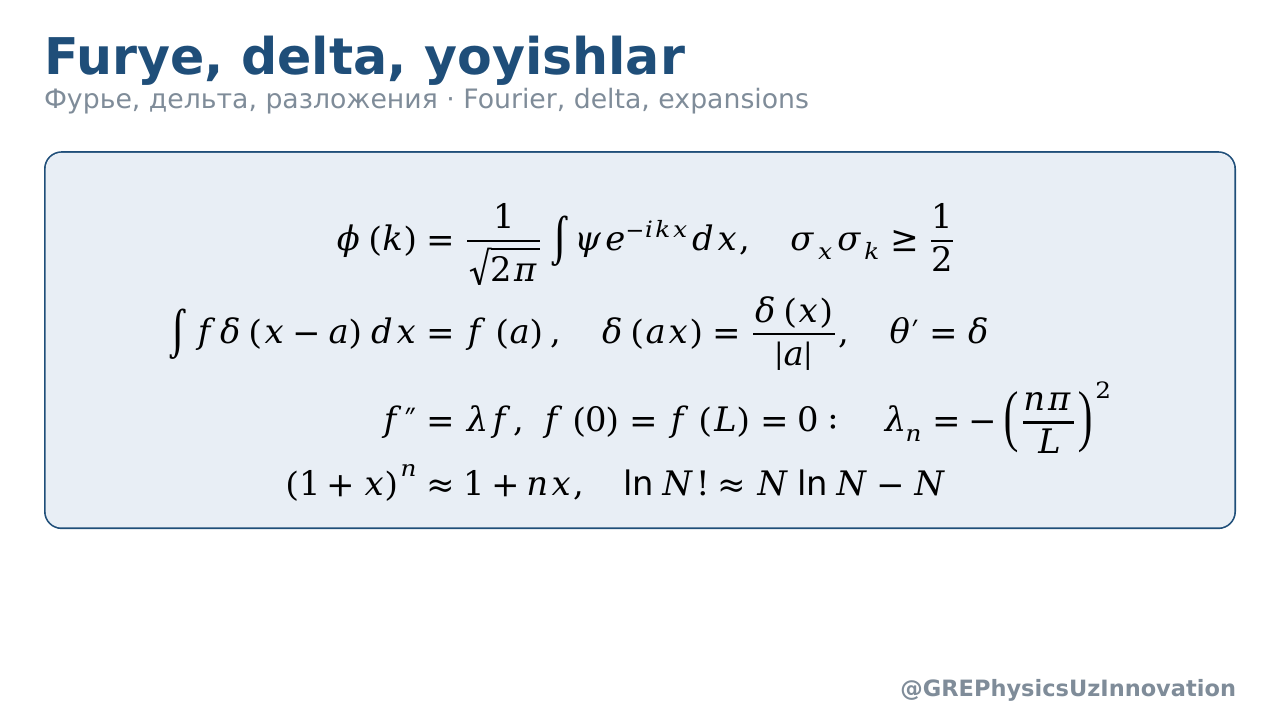 Furye, delta, yoyishlar
Фурье, дельта, разложения · Fourier, delta, expansions
ϕ (k) = 1/√2π ∫ ψe^{−ikx}dx, σ_x σ_k ≥ 1/2
∫ fδ (x − a) dx = f (a) , δ (ax) = δ (x)/|a|, θ′ = δ
f″ = λf, f (0) = f (L) = 0 : λ_n = −(nπ/L)^2
(1 + x)^n ≈ 1 + nx, ln N! ≈ N ln N − N
@GREPhysicsUzInnovation